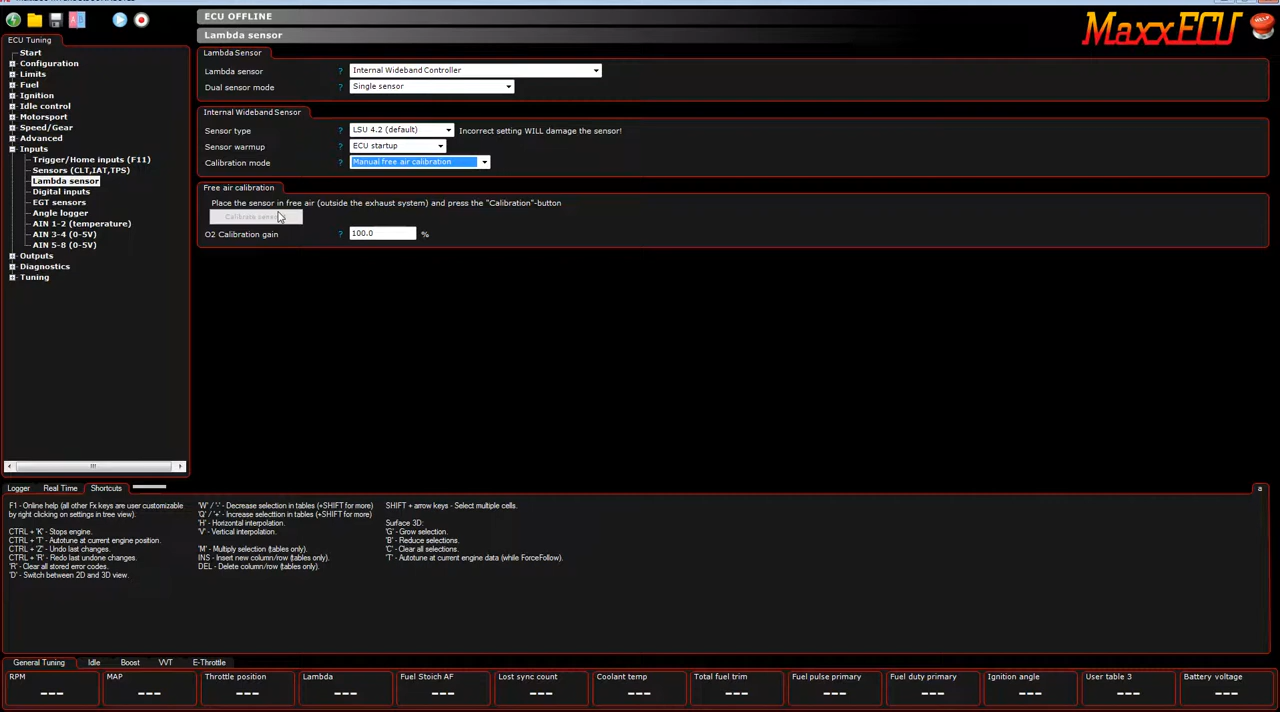 ECU OFFLINE
MaxxECU
HELP
ECU Tuning
Start
Configuration
Limits
Fuel
Ignition
Idle control
Motorsport
Speed/Gear
Advanced
Inputs
Trigger/Home inputs (F11)
Sensors (CLT,IAT,TPS)
Lambda sensor
Digital inputs
EGT sensors
Angle logger
AIN 1-2 (temperature)
AIN 3-4 (0-5V)
AIN 5-8 (0-5V)
Outputs
Diagnostics
Tuning
Lambda sensor
Lambda Sensor
Lambda sensor ? Internal Wideband Controller
Dual sensor mode ? Single sensor
Internal Wideband Sensor
Sensor type ? LSU 4.2 (default) Incorrect setting WILL damage the sensor!
Sensor warmup ? ECU startup
Calibration mode ? Manual free air calibration
Free air calibration
Place the sensor in free air (outside the exhaust system) and press the "Calibration"-button
Calibrate
O2 Calibration gain ? 100.0 %
Logger Real Time Shortcuts
a
F1 - Online help (all other Fx keys are user customizable
by right clicking on settings in tree view).
CTRL + 'K' - Stops engine.
CTRL + 'T' - Autotune at current engine position.
CTRL + 'Z' - Undo last changes.
CTRL + 'R' - Redo last undone changes.
'R' - Clear all stored error codes.
'D' - Switch between 2D and 3D view.
'W' / '-' - Decrease selection in tables (+SHIFT for more)
'Q' / '+' - Increase selecttion in tables (+SHIFT for more)
'H' - Horizontal interpolation.
'V' - Vertical interpolation.
'M' - Multiply selection (tables only).
INS - Insert new column/row (tables only).
DEL - Delete column/row (tables only).
SHIFT + arrow keys - Select multiple cells.
Surface 3D:
'G' - Grow selection.
'B' - Reduce selections.
'C' - Clear all selections.
'T' - Autotune at current engine data (while ForceFollow).
General Tuning Idle Boost VVT E-Throttle
RPM MAP Throttle position Lambda Fuel Stoich AF Lost sync count Coolant temp Total fuel trim Fuel pulse primary Fuel duty primary Ignition angle User table 3 Battery voltage
--- --- --- --- --- --- --- --- --- --- --- --- ---